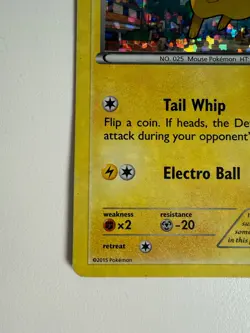 NO. 025 Mouse Pokémon. HT:
Tail Whip
Flip a coin. If heads, the De
attack during your opponent'
Electro Ball
weakness resistance
×2 -20
retreat
©2015 Pokémon